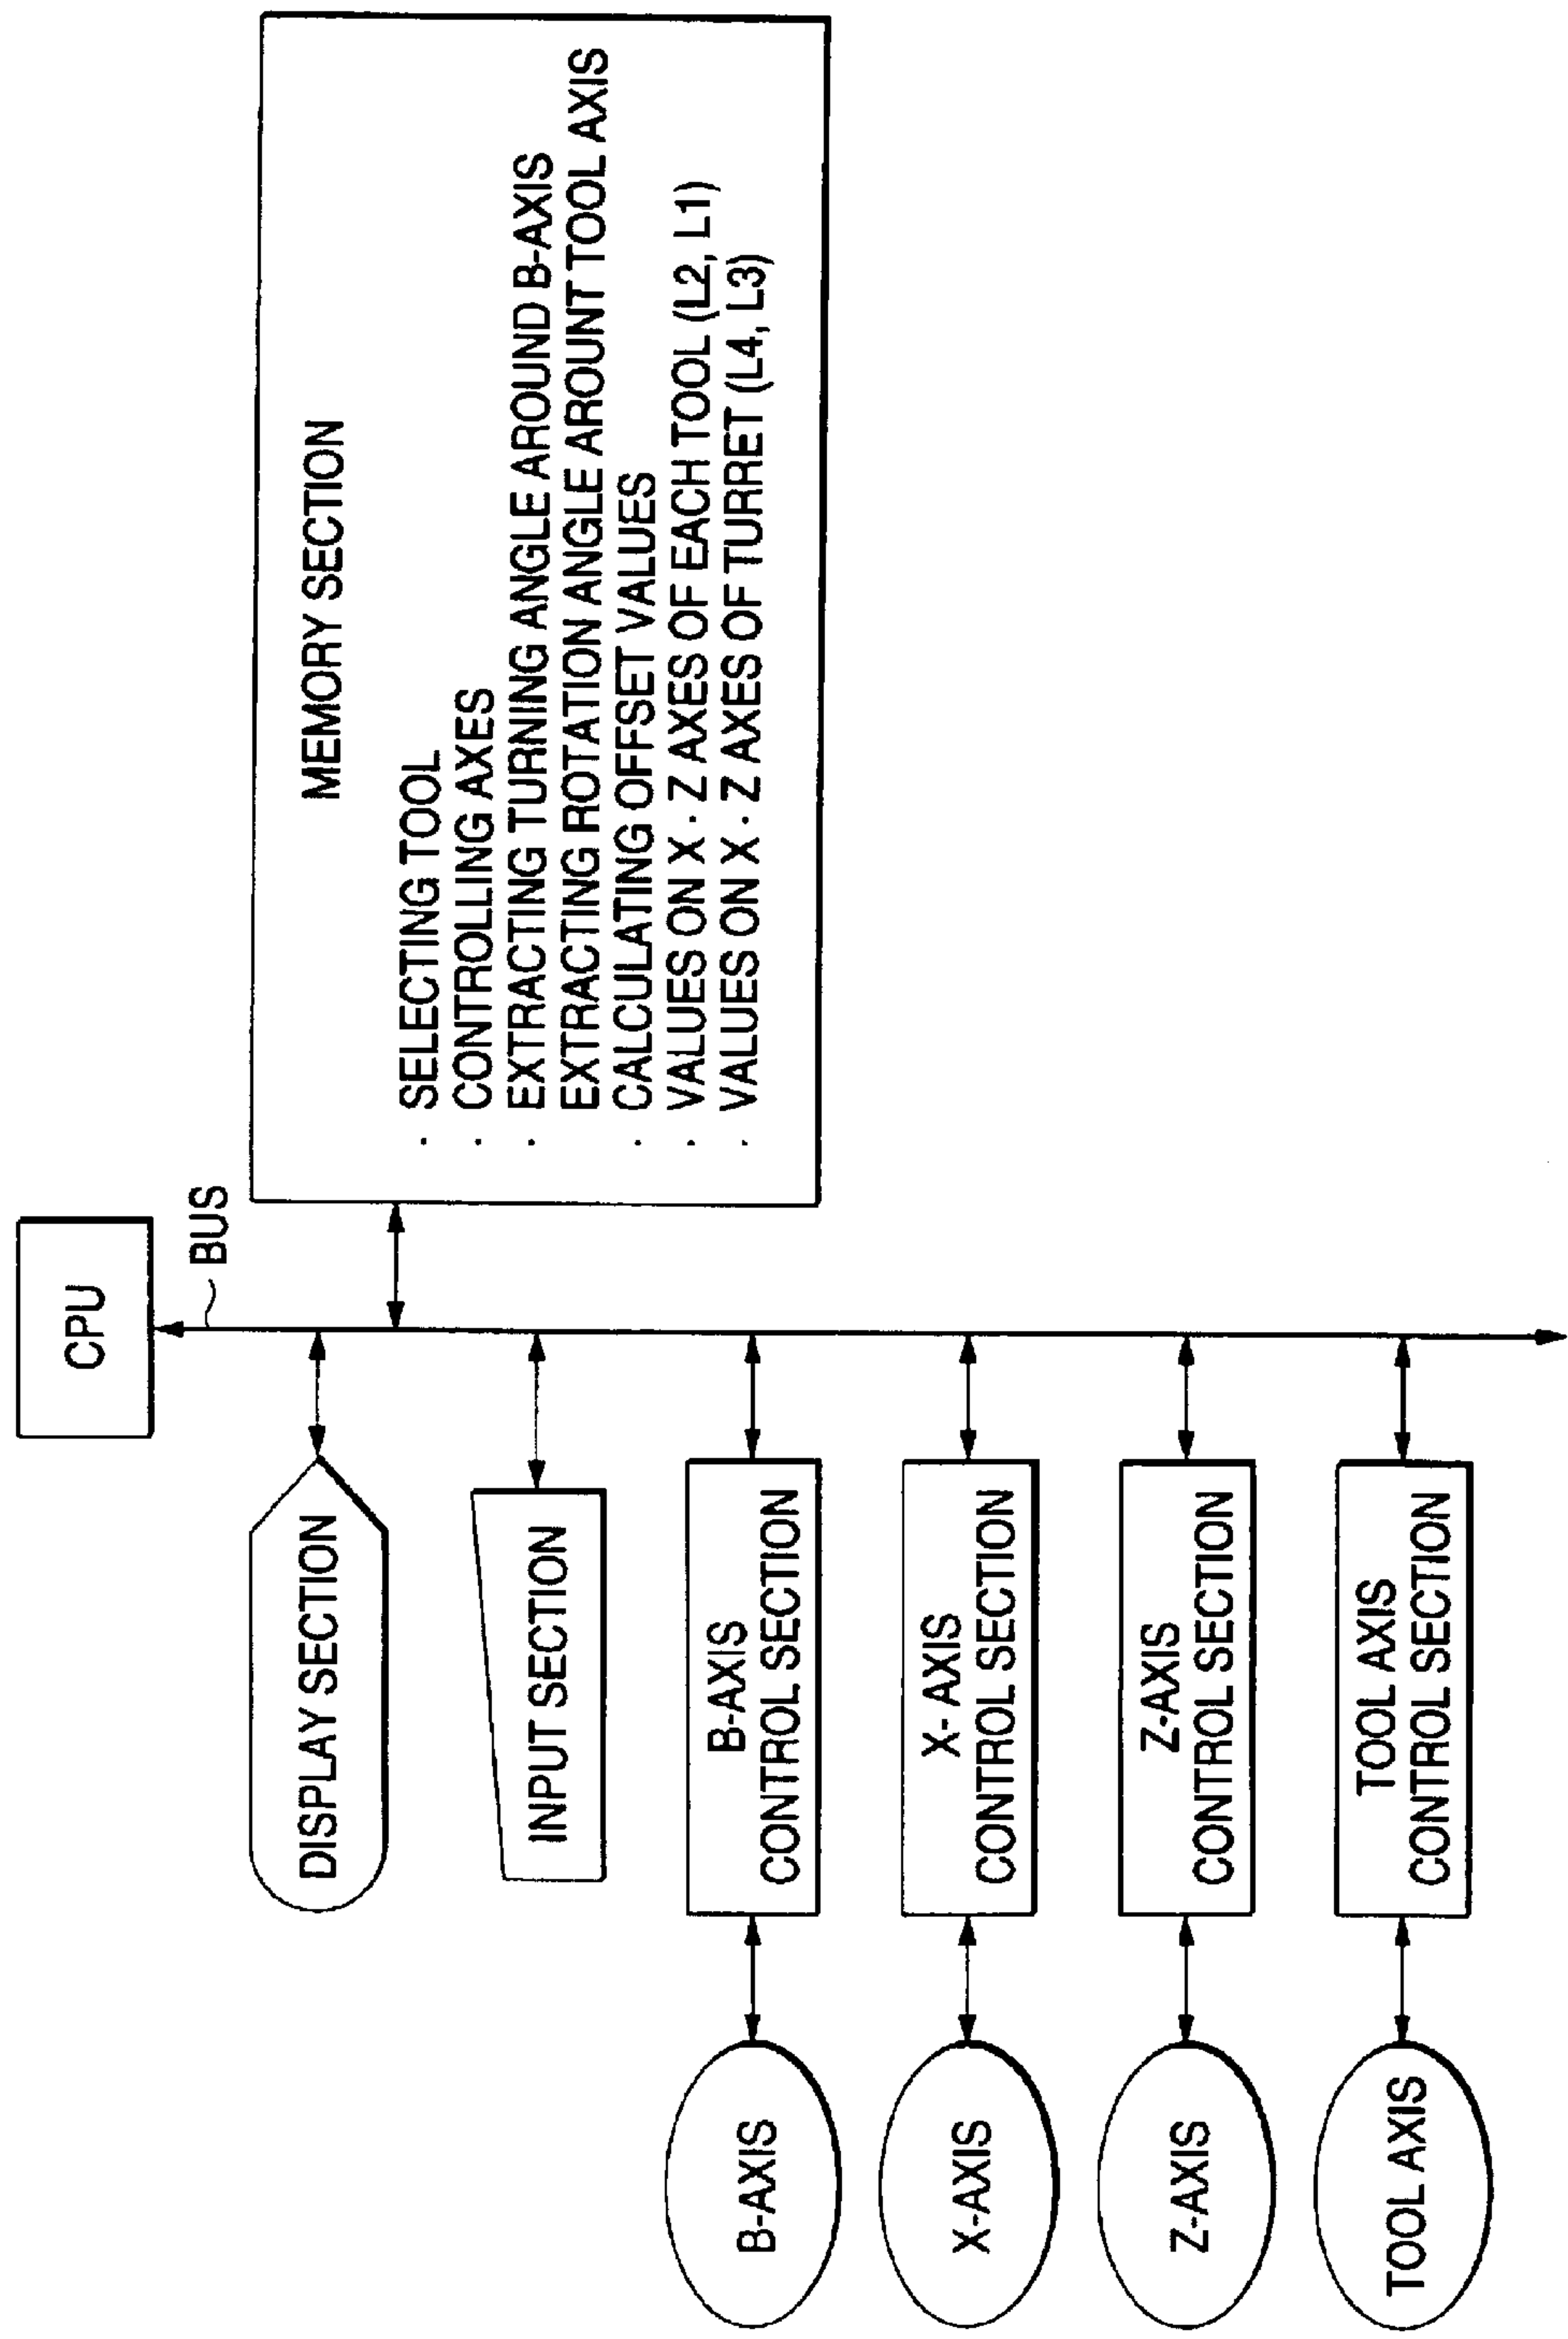 CPU
BUS
MEMORY SECTION
· SELECTING TOOL
· CONTROLLING AXES
· EXTRACTING TURNING ANGLE AROUND B-AXIS
EXTRACTING ROTATION ANGLE AROUNT TOOL AXIS
· CALCULATING OFFSET VALUES
· VALUES ON X · Z AXES OF EACH TOOL (L2, L1)
· VALUES ON X · Z AXES OF TURRET (L4, L3)
DISPLAY SECTION
INPUT SECTION
B-AXIS
CONTROL SECTION
B-AXIS
X- AXIS
CONTROL SECTION
X-AXIS
Z-AXIS
CONTROL SECTION
Z-AXIS
TOOL AXIS
CONTROL SECTION
TOOL AXIS